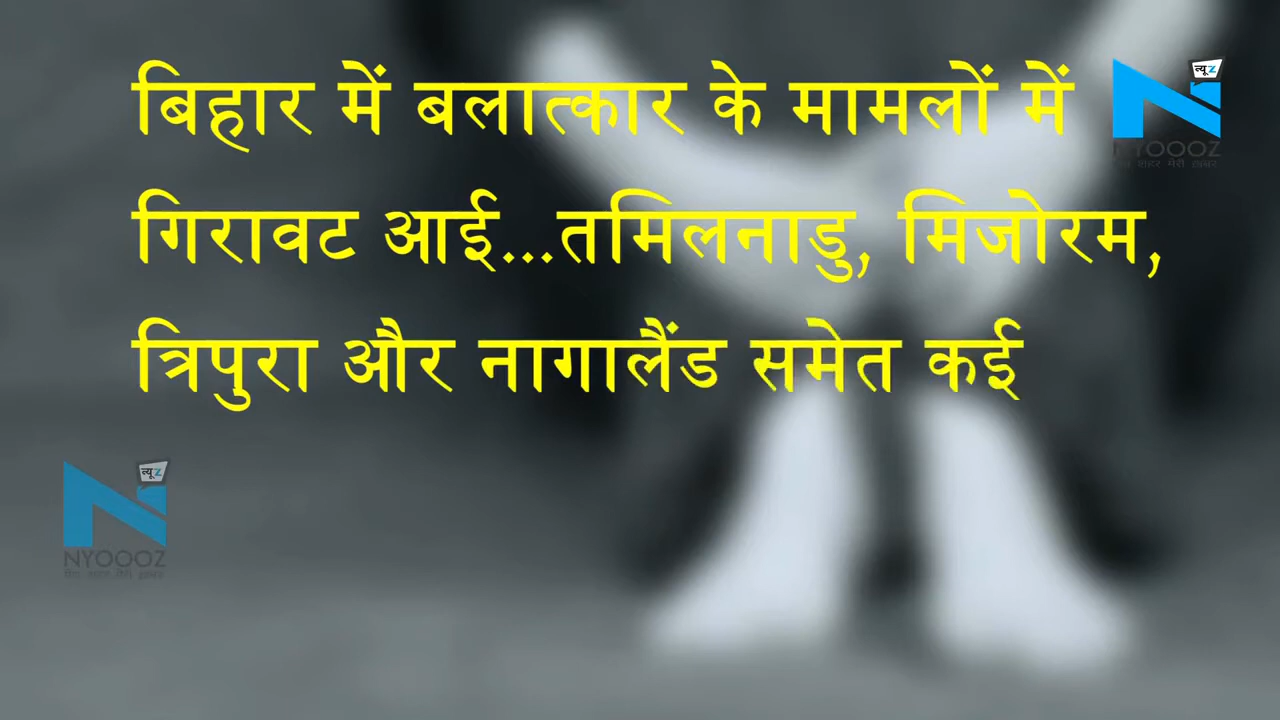 बिहार में बलात्कार के मामलों में
गिरावट आई...तमिलनाडु, मिजोरम,
त्रिपुरा और नागालैंड समेत कई
न्यूz
NYOOOZ
न्यूz
NYOOOZ